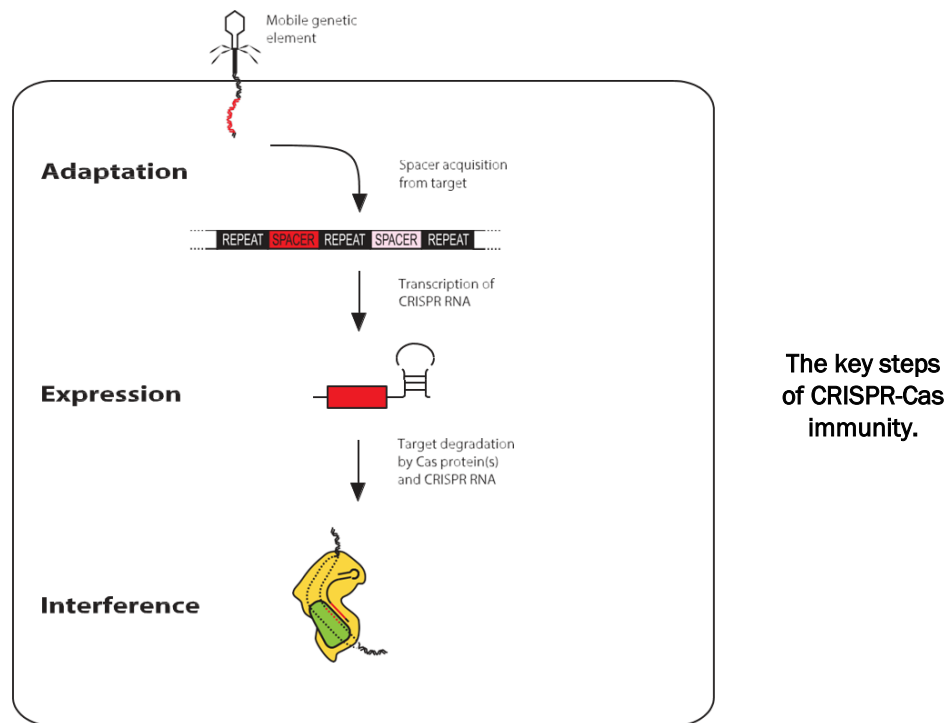 Mobile genetic
element
Adaptation
Spacer acquisition
from target
REPEAT SPACER REPEAT SPACER REPEAT
Transcription of
CRISPR RNA
Expression
Target degradation
by Cas protein(s)
and CRISPR RNA
Interference
The key steps
of CRISPR-Cas
immunity.